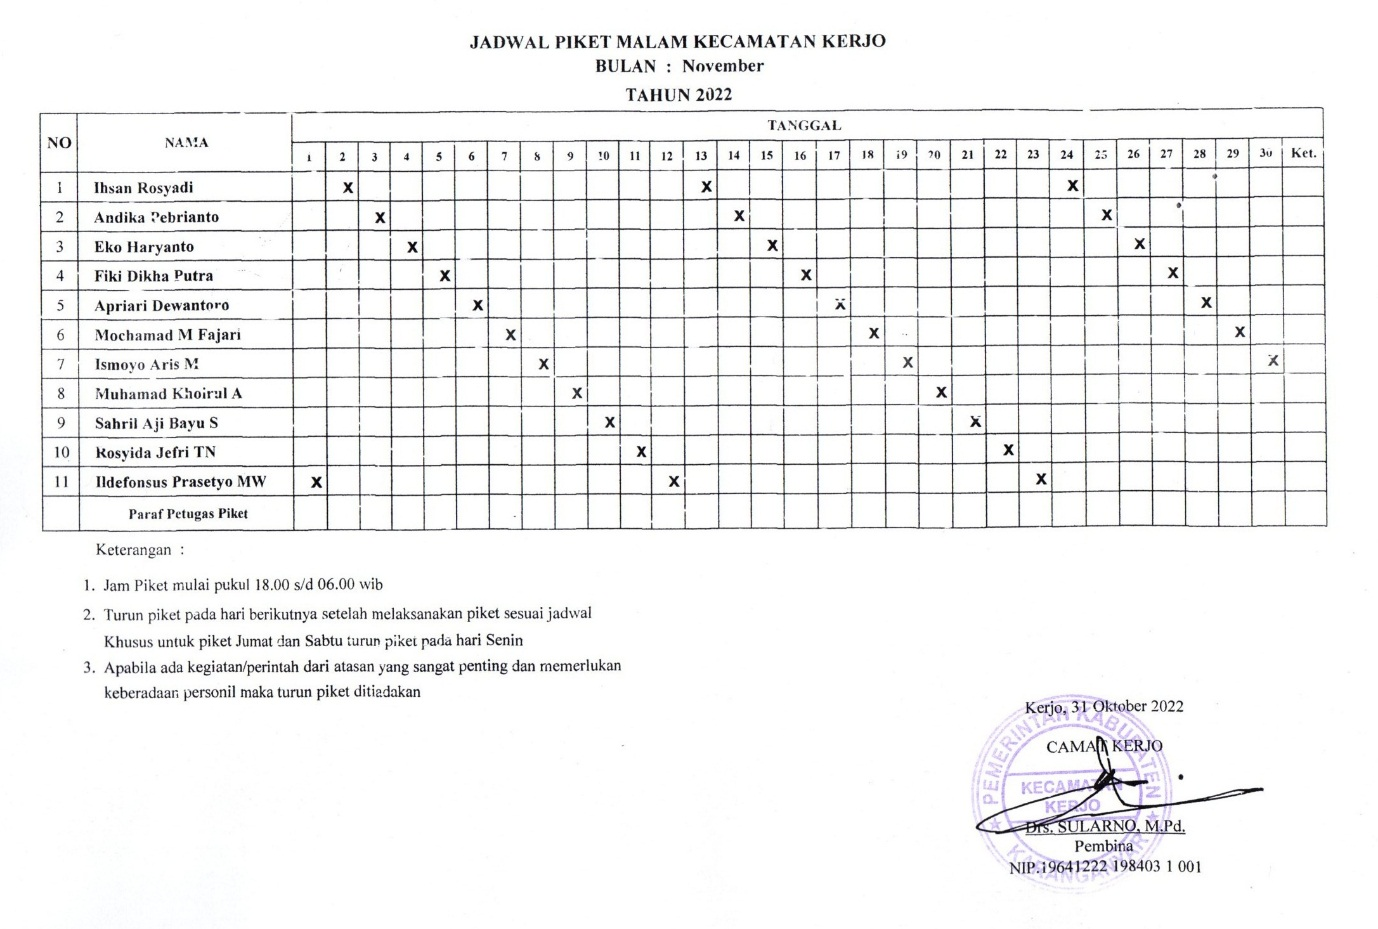 JADWAL PIKET MALAM KECAMATAN KERJO
BULAN : November
TAHUN 2022
NO NAMA TANGGAL
1 2 3 4 5 6 7 8 9 10 11 12 13 14 15 16 17 18 19 20 21 22 23 24 25 26 27 28 29 30 Ket.
1 Ihsan Rosyadi X X X
2 Andika Pebrianto X X X
3 Eko Haryanto X X X
4 Fiki Dikha Putra X X X
5 Apriari Dewantoro X X X
6 Mochamad M Fajari X X X
7 Ismoyo Aris M X X X
8 Muhamad Khoirul A X X
9 Sahril Aji Bayu S X X
10 Rosyida Jefri TN X X
11 Ildefonsus Prasetyo MW X X X
Paraf Petugas Piket
Keterangan :
1. Jam Piket mulai pukul 18.00 s/d 06.00 wib
2. Turun piket pada hari berikutnya setelah melaksanakan piket sesuai jadwal
Khusus untuk piket Jumat dan Sabtu turun piket pada hari Senin
3. Apabila ada kegiatan/perintah dari atasan yang sangat penting dan memerlukan
keberadaan personil maka turun piket ditiadakan
Kerjo, 31 Oktober 2022
CAMAT KERJO
PEMERINTAH KABUPATEN
KECAMATAN
KERJO
KARANGANYAR
Drs. SULARNO, M.Pd.
Pembina
NIP.19641222 198403 1 001